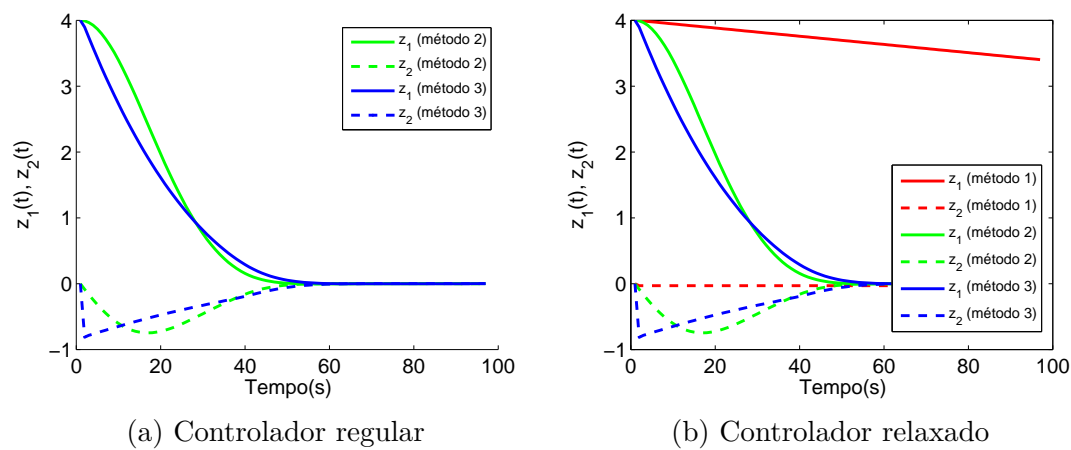 4
3
2
1
0
−1
z1(t), z2(t)
0
20
40
60
80
100
Tempo(s)
z1 (método 2)
z2 (método 2)
z1 (método 3)
z2 (método 3)
(a) Controlador regular
4
3
2
1
0
−1
z1(t), z2(t)
0
20
40
60
80
100
Tempo(s)
z1 (método 1)
z2 (método 1)
z1 (método 2)
z2 (método 2)
z1 (método 3)
z2 (método 3)
(b) Controlador relaxado